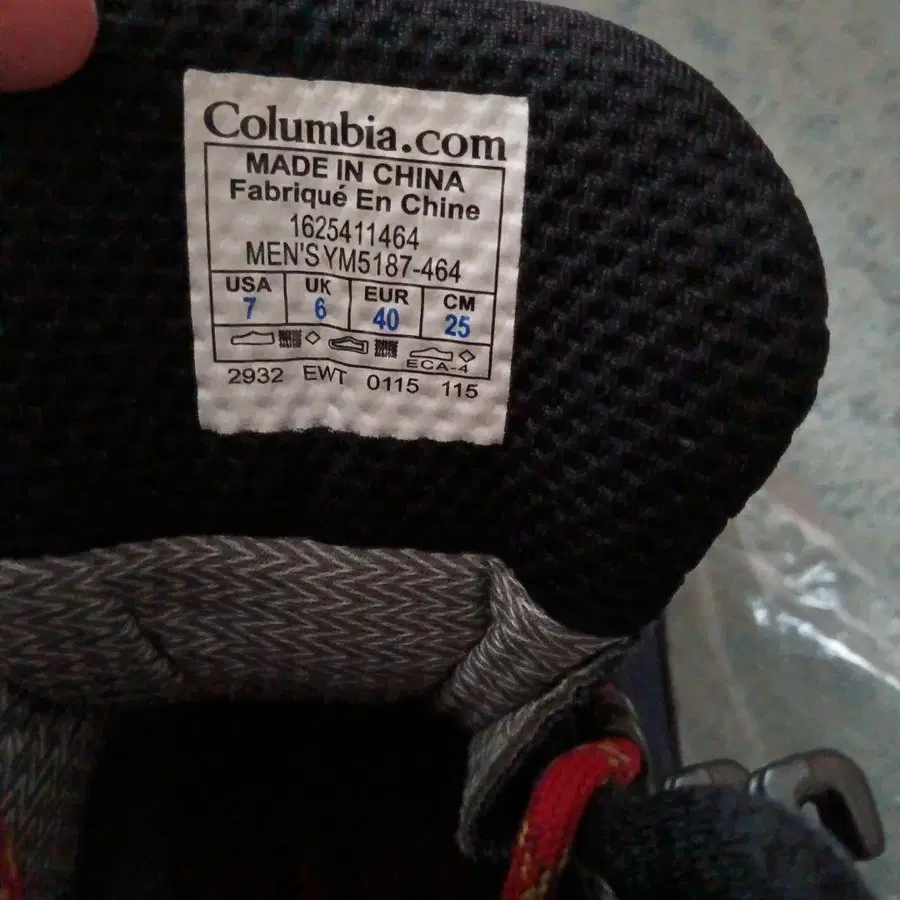 Columbia.com
MADE IN CHINA
Fabriqué En Chine
1625411464
MEN'S YM5187-464
USA UK EUR CM
7 6 40 25
ECA-4
2932 EWT 0115 115